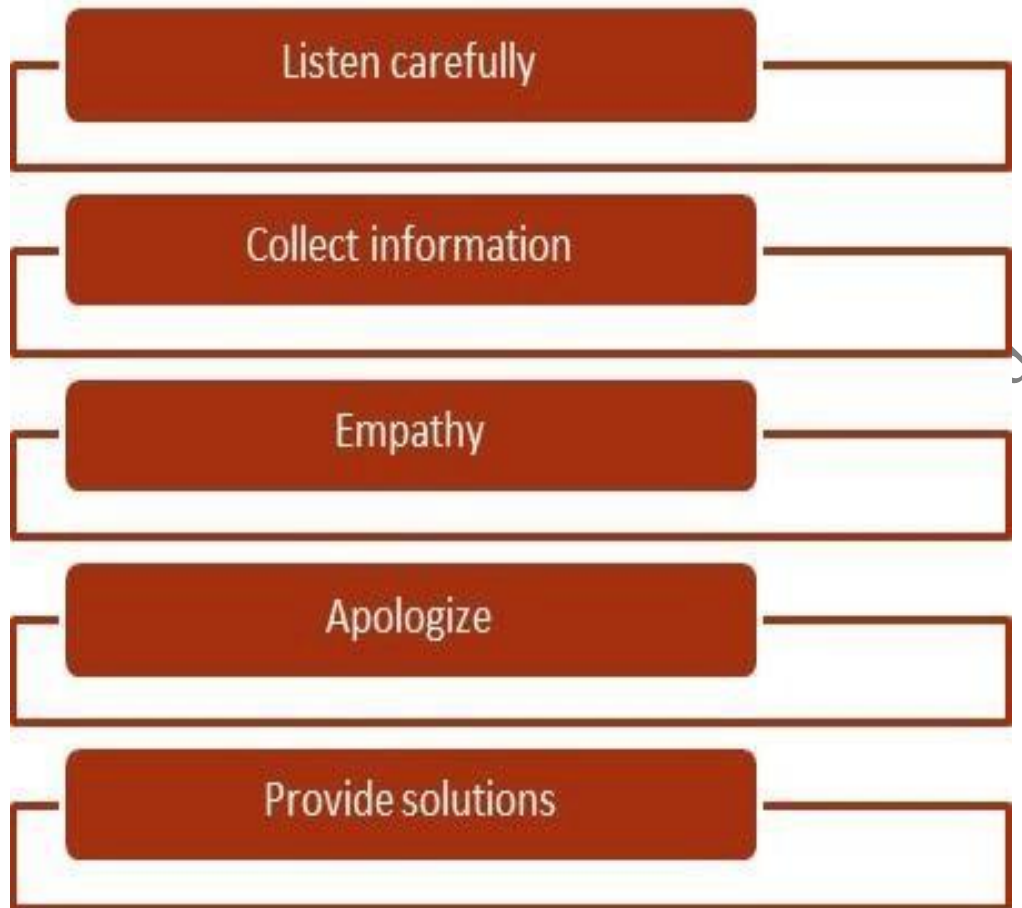 Listen carefully
Collect information
Empathy
Apologize
Provide solutions